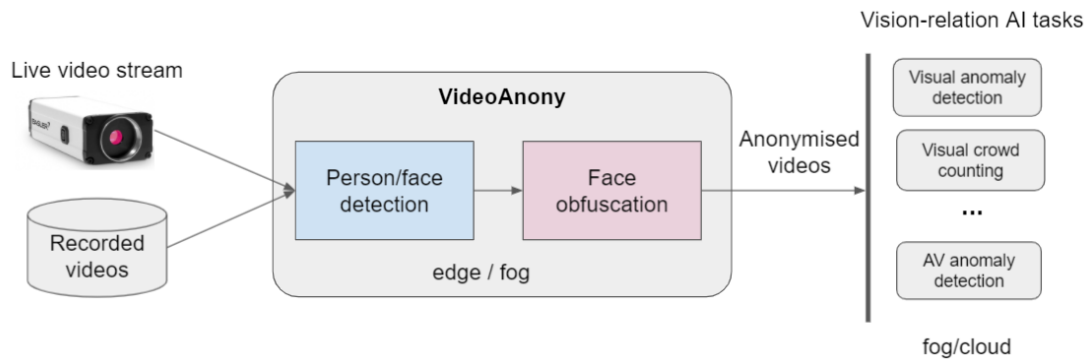 Vision-relation AI tasks
Live video stream
BASLER
Recorded
videos
VideoAnony
Person/face
detection
Face
obfuscation
edge / fog
Anonymised
videos
Visual anomaly
detection
Visual crowd
counting
...
AV anomaly
detection
fog/cloud